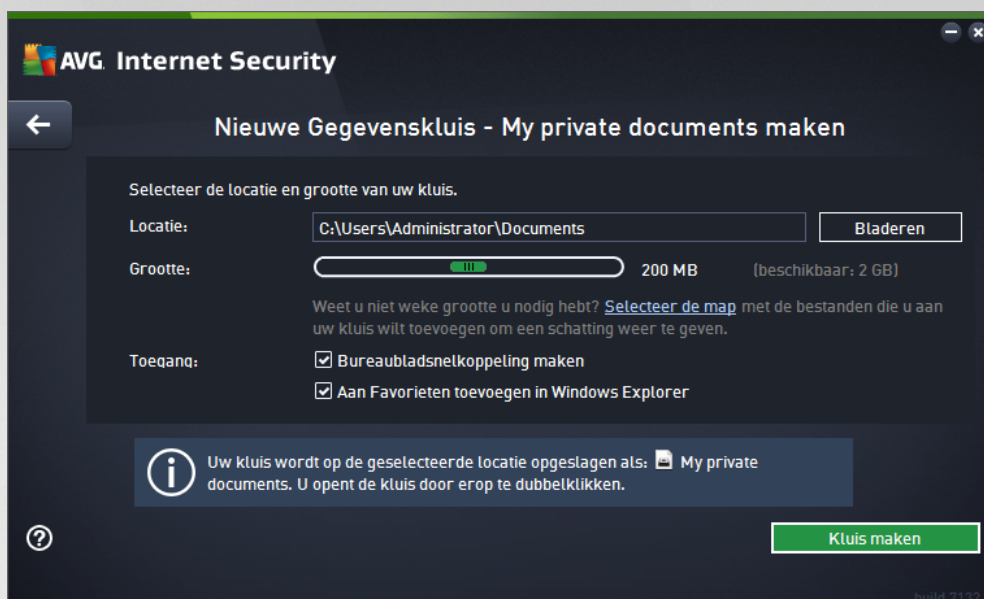 AVG Internet Security
Nieuwe Gegevenskluis - My private documents maken
Selecteer de locatie en grootte van uw kluis.
Locatie: C:\Users\Administrator\Documents Bladeren
Grootte: 200 MB (beschikbaar: 2 GB)
Weet u niet weke grootte u nodig hebt? Selecteer de map met de bestanden die u aan
uw kluis wilt toevoegen om een schatting weer te geven.
Toegang: Bureaubladsnelkoppeling maken
Aan Favorieten toevoegen in Windows Explorer
Uw kluis wordt op de geselecteerde locatie opgeslagen als: My private
documents. U opent de kluis door erop te dubbelklikken.
Kluis maken
build 7132